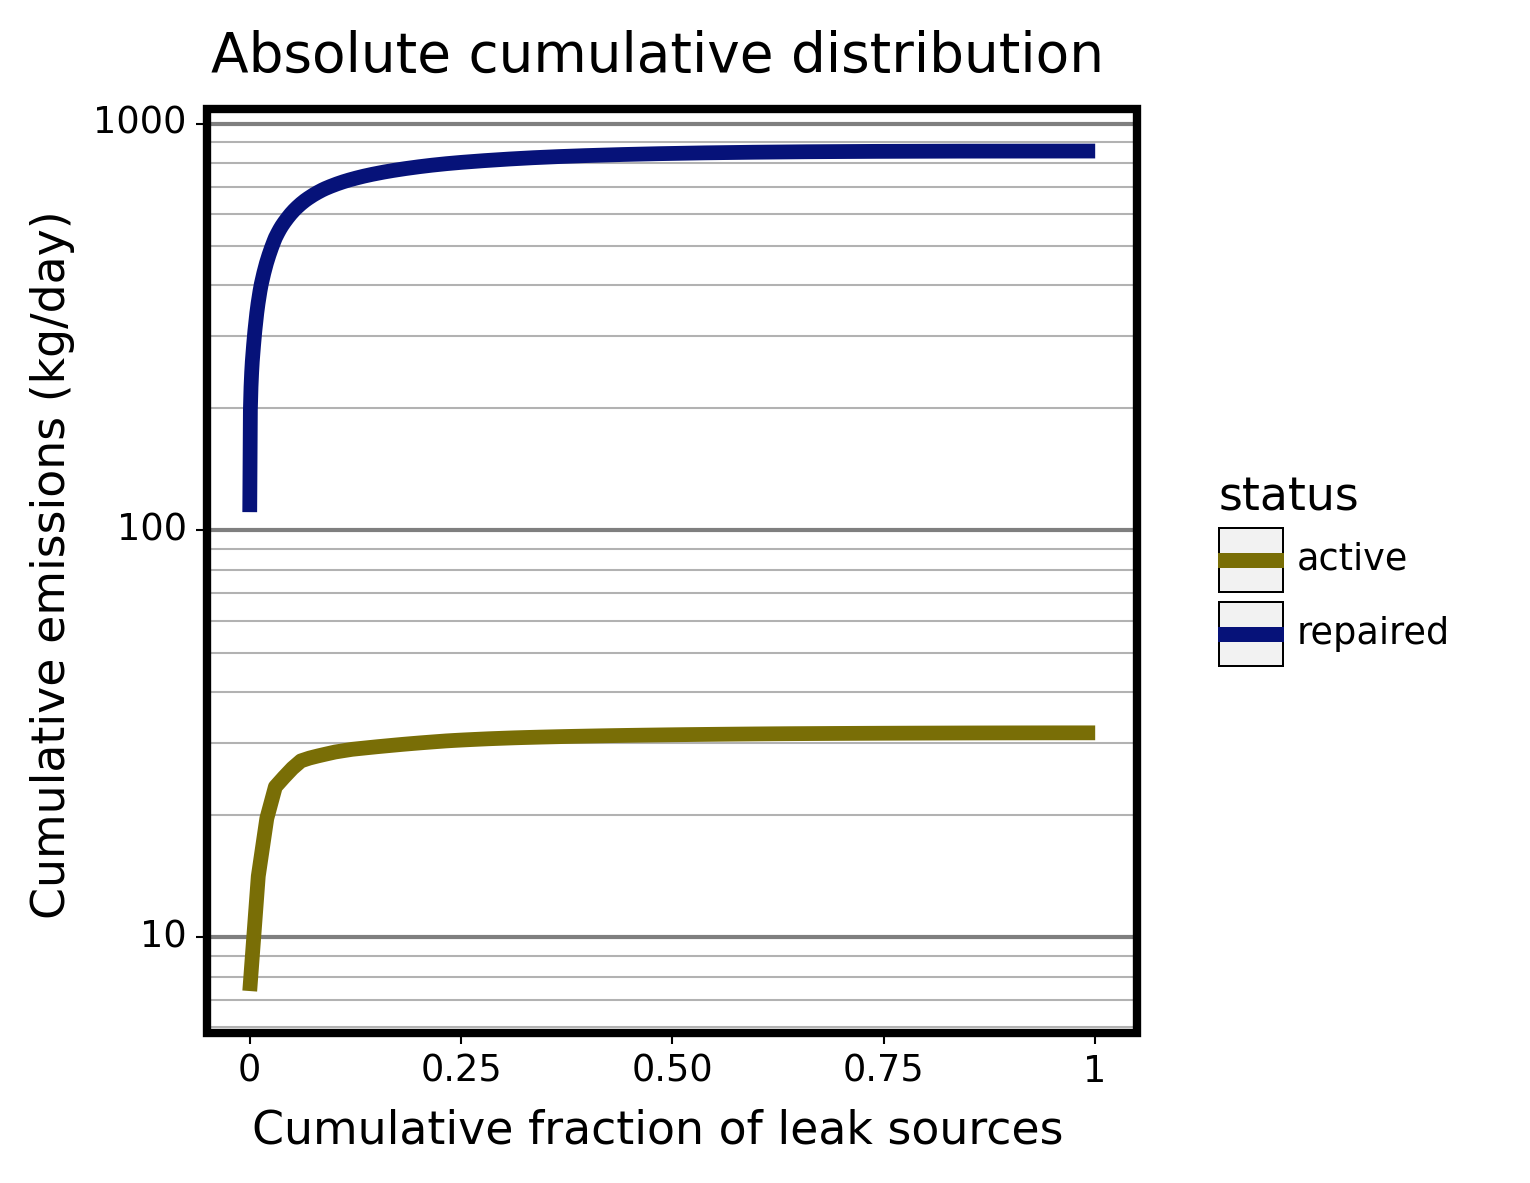 Absolute cumulative distribution
1000
100
10
Cumulative emissions (kg/day)
0
0.25
0.50
0.75
1
Cumulative fraction of leak sources
status
active
repaired